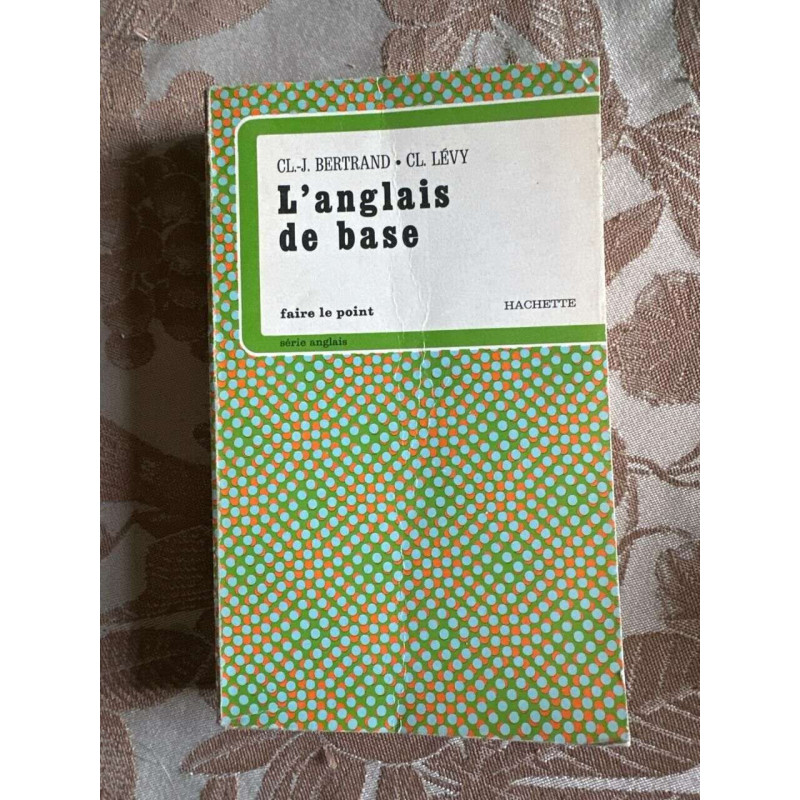 CL.-J. BERTRAND • CL. LÉVY
L'anglais
de base
faire le point
HACHETTE
série anglais